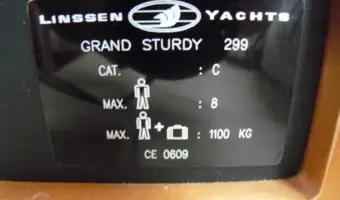 LINSSEN YACHTS
GRAND STURDY 299
CAT. : C
MAX. : 8
MAX. + : 1100 KG
CE 0609